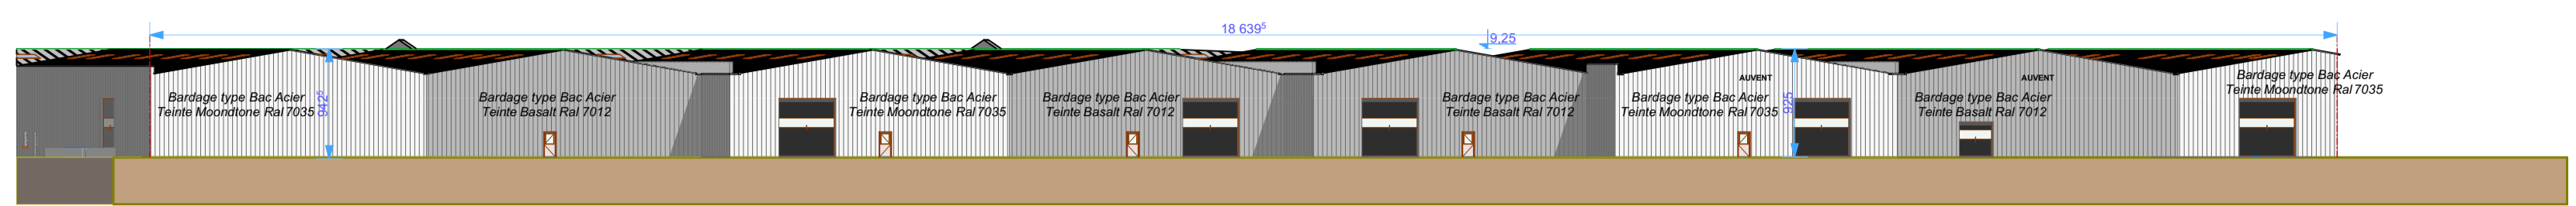 18 639⁵
9,25
Bardage type Bac Acier
Teinte Moondtone Ral 7035
942⁵
Bardage type Bac Acier
Teinte Basalt Ral 7012
Bardage type Bac Acier
Teinte Moondtone Ral 7035
Bardage type Bac Acier
Teinte Basalt Ral 7012
Bardage type Bac Acier
Teinte Basalt Ral 7012
Bardage type Bac Acier
Teinte Moondtone Ral 7035
AUVENT
925
Bardage type Bac Acier
Teinte Basalt Ral 7012
AUVENT
Bardage type Bac Acier
Teinte Moondtone Ral 7035